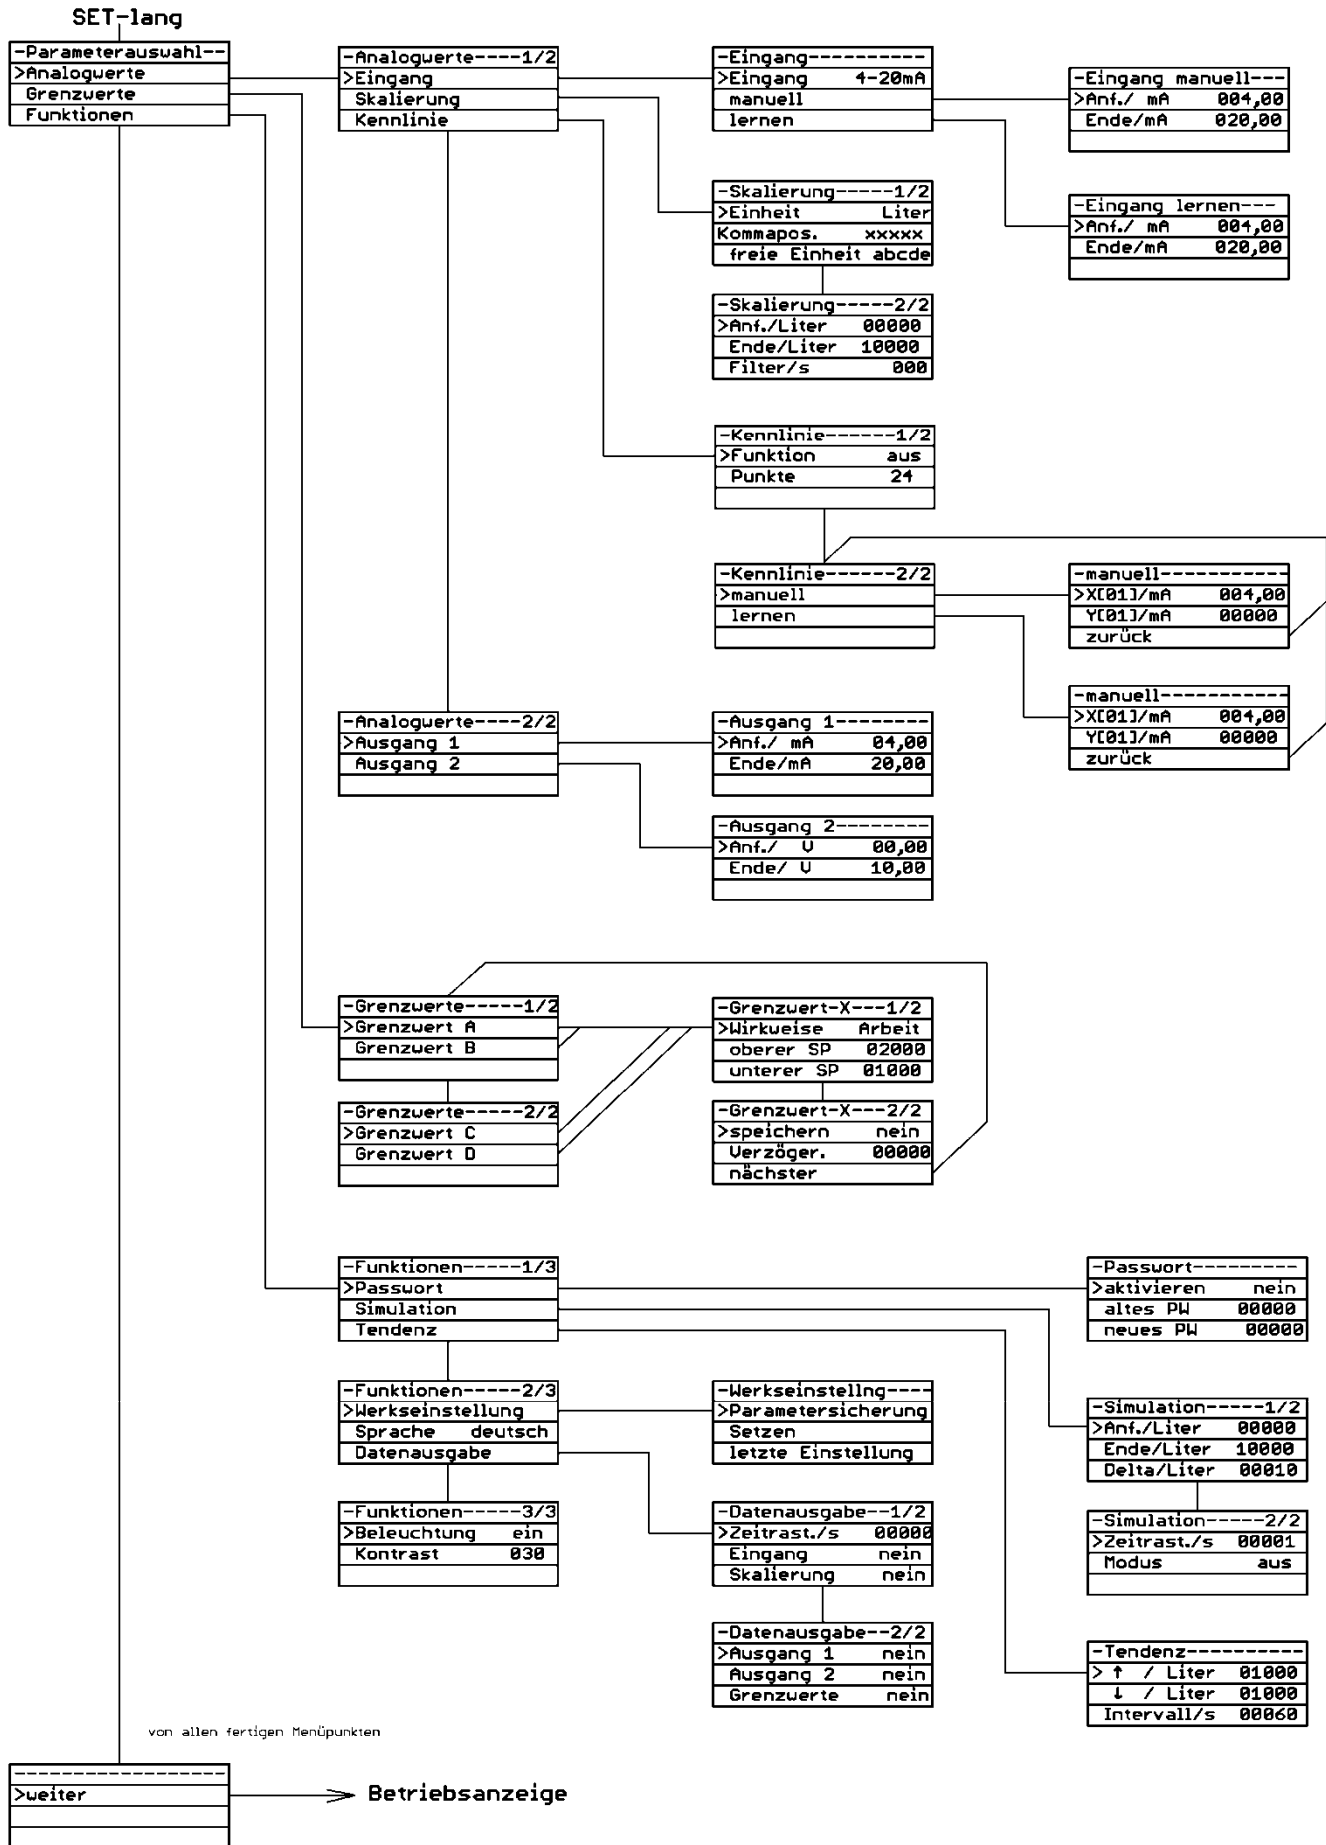 SET-lang
-Parameterauswahl--
>Analogwerte
Grenzwerte
Funktionen
-Analogwerte----1/2
>Eingang
Skalierung
Kennlinie
-Eingang-----------
>Eingang 4-20mA
manuell
lernen
-Eingang manuell---
>Anf./ mA 004,00
Ende/mA 020,00
-Eingang lernen---
>Anf./ mA 004,00
Ende/mA 020,00
-Skalierung-----1/2
>Einheit Liter
Kommapos. xxxxx
freie Einheit abcde
-Skalierung-----2/2
>Anf./Liter 00000
Ende/Liter 10000
Filter/s 000
-Kennlinie------1/2
>Funktion aus
Punkte 24
-Kennlinie------2/2
>manuell
lernen
-manuell-----------
>X[01]/mA 004,00
Y[01]/mA 00000
zurück
-manuell-----------
>X[01]/mA 004,00
Y[01]/mA 00000
zurück
-Analogwerte----2/2
>Ausgang 1
Ausgang 2
-Ausgang 1--------
>Anf./ mA 04,00
Ende/mA 20,00
-Ausgang 2--------
>Anf./ V 00,00
Ende/ V 10,00
-Grenzwerte-----1/2
>Grenzwert A
Grenzwert B
-Grenzwerte-----2/2
>Grenzwert C
Grenzwert D
-Grenzwert-X---1/2
>Wirkweise Arbeit
oberer SP 02000
unterer SP 01000
-Grenzwert-X---2/2
>speichern nein
Verzöger. 00000
nächster
-Funktionen-----1/3
>Passwort
Simulation
Tendenz
-Passwort---------
>aktivieren nein
altes PW 00000
neues PW 00000
-Funktionen-----2/3
>Werkseinstellung
Sprache deutsch
Datenausgabe
-Werkseinstellng----
>Parametersicherung
Setzen
letzte Einstellung
-Simulation-----1/2
>Anf./Liter 00000
Ende/Liter 10000
Delta/Liter 00010
-Simulation-----2/2
>Zeitrast./s 00001
Modus aus
-Funktionen-----3/3
>Beleuchtung ein
Kontrast 030
-Datenausgabe--1/2
>Zeitrast./s 00000
Eingang nein
Skalierung nein
-Datenausgabe--2/2
>Ausgang 1 nein
Ausgang 2 nein
Grenzwerte nein
-Tendenz----------
> ↑ / Liter 01000
↓ / Liter 01000
Intervall/s 00060
von allen fertigen Menüpunkten
------------------
>weiter
Betriebsanzeige